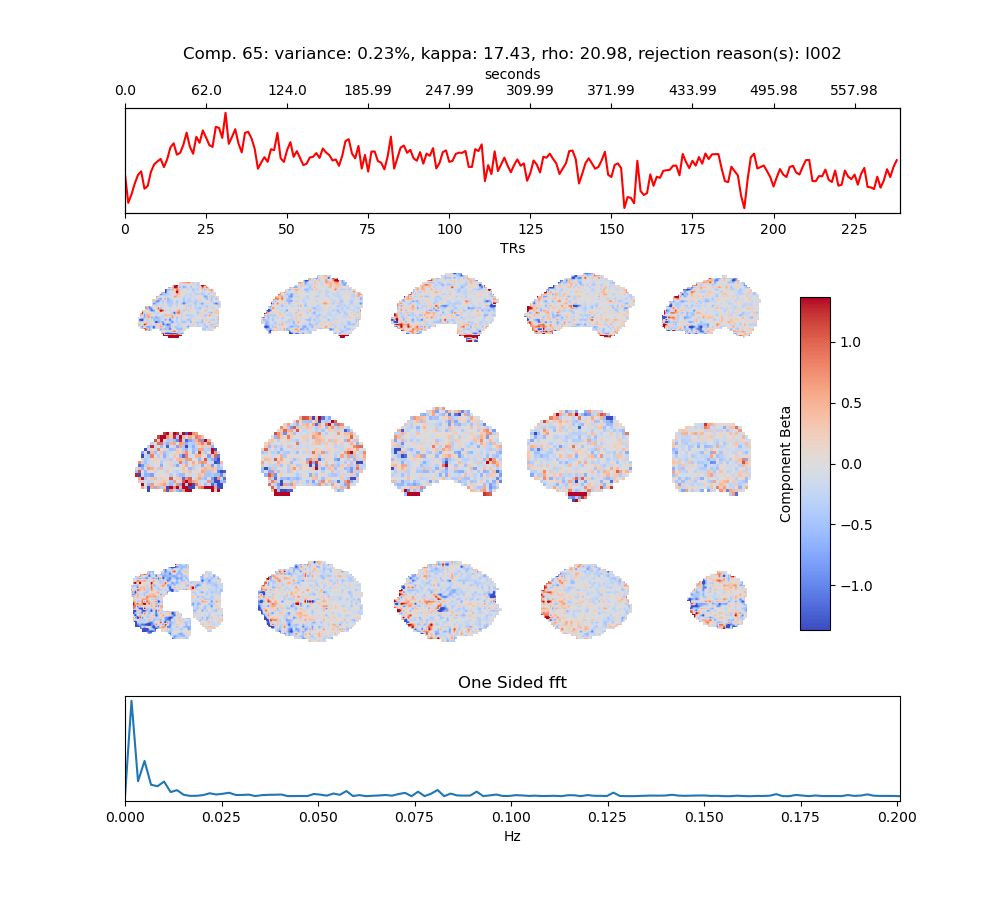 Comp. 65: variance: 0.23%, kappa: 17.43, rho: 20.98, rejection reason(s): I002
seconds
0.0 62.0 124.0 185.99 247.99 309.99 371.99 433.99 495.98 557.98
0 25 50 75 100 125 150 175 200 225
TRs
1.0
0.5
0.0
−0.5
−1.0
Component Beta
One Sided fft
0.000 0.025 0.050 0.075 0.100 0.125 0.150 0.175 0.200
Hz